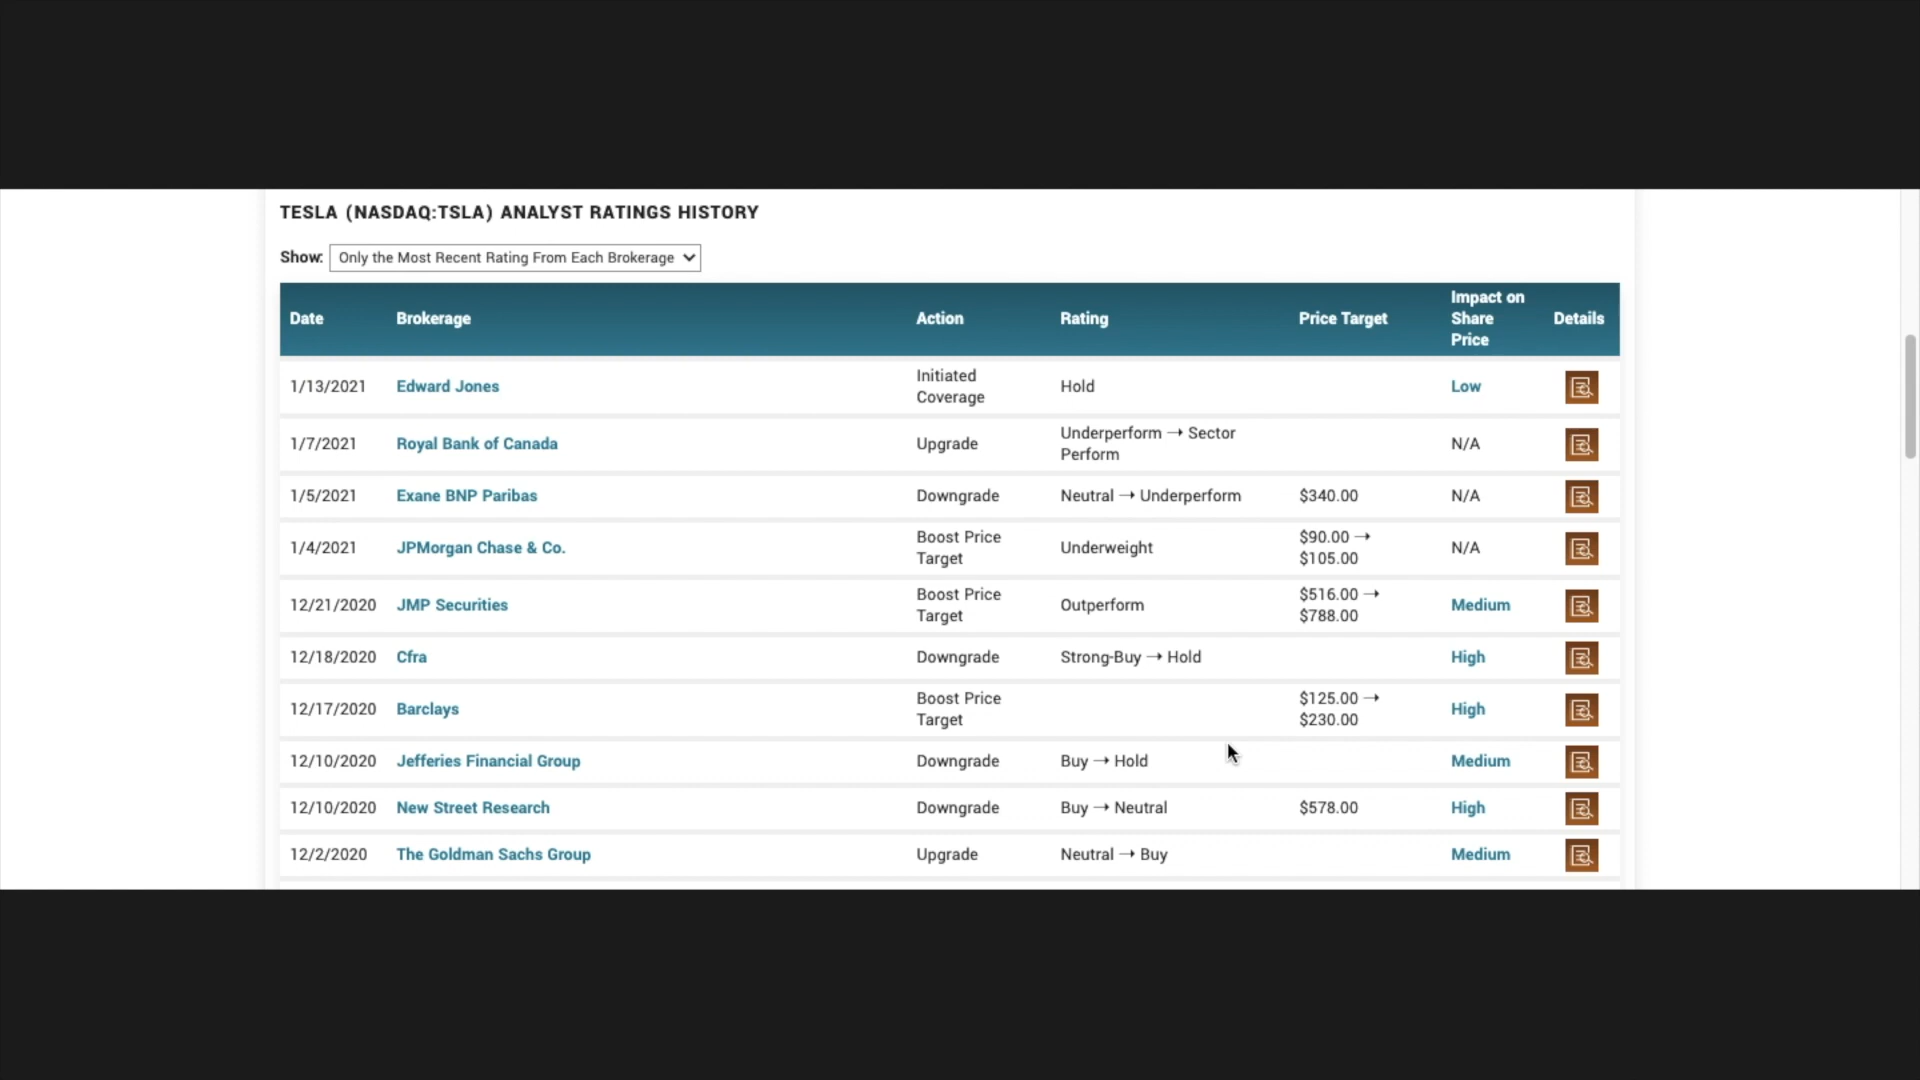 TESLA (NASDAQ:TSLA) ANALYST RATINGS HISTORY
Show: Only the Most Recent Rating From Each Brokerage
Date Brokerage Action Rating Price Target Impact on Share Price Details
1/13/2021 Edward Jones Initiated Coverage Hold Low
1/7/2021 Royal Bank of Canada Upgrade Underperform → Sector Perform N/A
1/5/2021 Exane BNP Paribas Downgrade Neutral → Underperform $340.00 N/A
1/4/2021 JPMorgan Chase & Co. Boost Price Target Underweight $90.00 → $105.00 N/A
12/21/2020 JMP Securities Boost Price Target Outperform $516.00 → $788.00 Medium
12/18/2020 Cfra Downgrade Strong-Buy → Hold High
12/17/2020 Barclays Boost Price Target $125.00 → $230.00 High
12/10/2020 Jefferies Financial Group Downgrade Buy → Hold Medium
12/10/2020 New Street Research Downgrade Buy → Neutral $578.00 High
12/2/2020 The Goldman Sachs Group Upgrade Neutral → Buy Medium